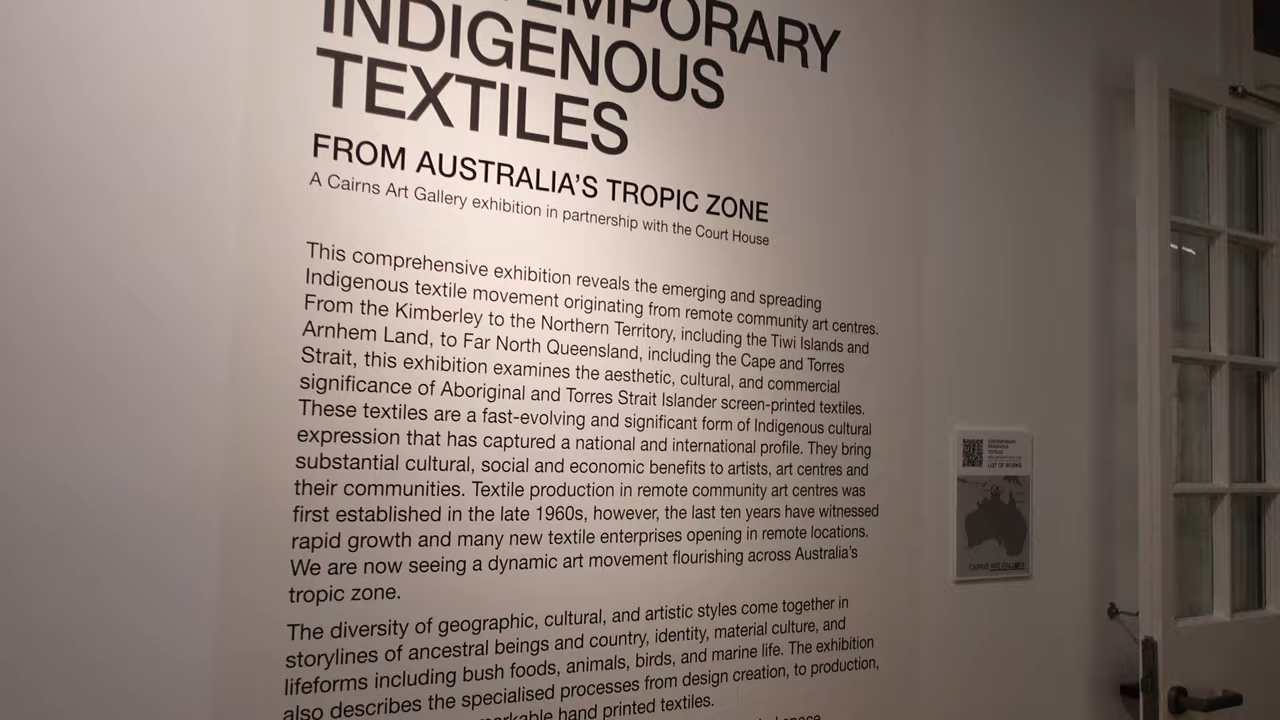 INDIGENOUS
TEXTILES
FROM AUSTRALIA'S TROPIC ZONE
A Cairns Art Gallery exhibition in partnership with the Court House
This comprehensive exhibition reveals the emerging and spreading
Indigenous textile movement originating from remote community art centres.
From the Kimberley to the Northern Territory, including the Tiwi Islands and
Arnhem Land, to Far North Queensland, including the Cape and Torres
Strait, this exhibition examines the aesthetic, cultural, and commercial
significance of Aboriginal and Torres Strait Islander screen-printed textiles.
These textiles are a fast-evolving and significant form of Indigenous cultural
expression that has captured a national and international profile. They bring
substantial cultural, social and economic benefits to artists, art centres and
their communities. Textile production in remote community art centres was
first established in the late 1960s, however, the last ten years have witnessed
rapid growth and many new textile enterprises opening in remote locations.
We are now seeing a dynamic art movement flourishing across Australia's
tropic zone.
The diversity of geographic, cultural, and artistic styles come together in
storylines of ancestral beings and country, identity, material culture, and
lifeforms including bush foods, animals, birds, and marine life. The exhibition
also describes the specialised processes from design creation, to production,
hand printed textiles.
CONTEMPORARY
INDIGENOUS
TEXTILES
LIST OF WORKS
CAIRNS ART GALLERY